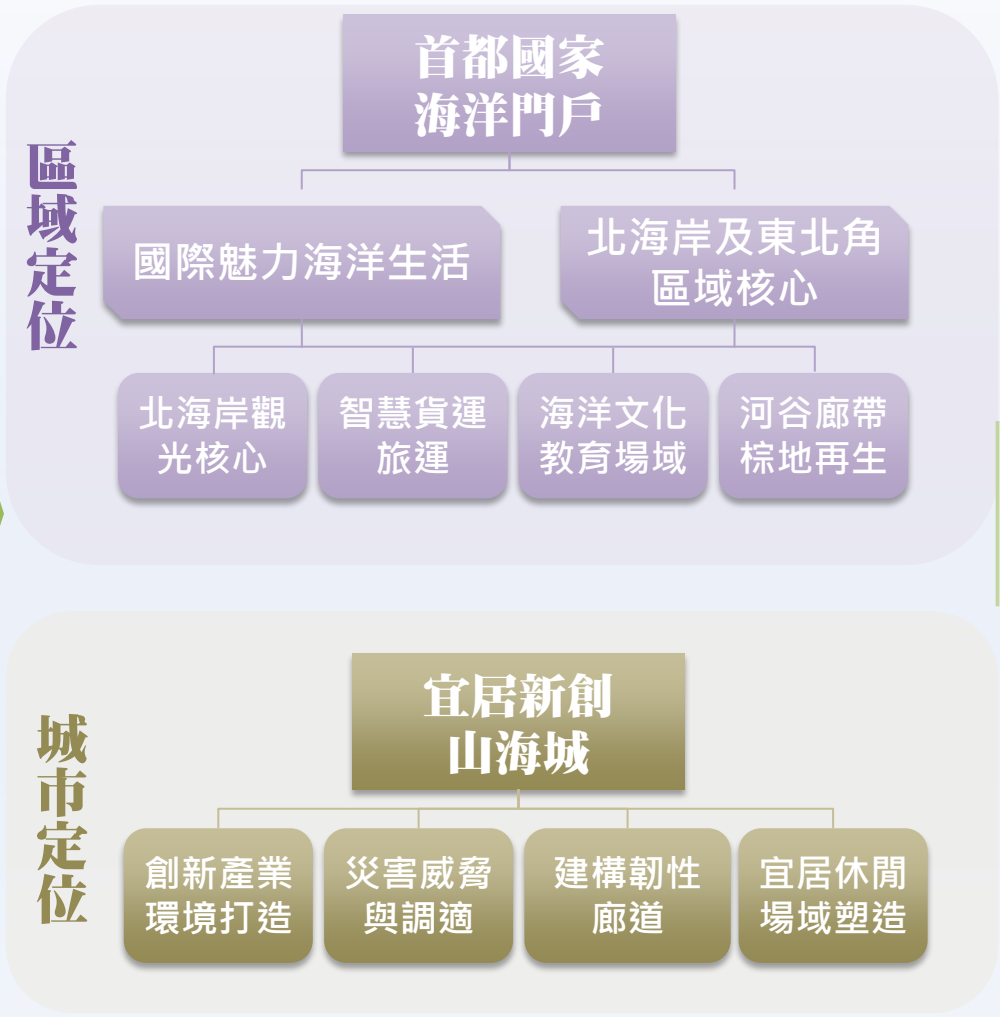 區域定位
首都國家
海洋門戶
國際魅力海洋生活
北海岸及東北角
區域核心
北海岸觀
光核心
智慧貨運
旅運
海洋文化
教育場域
河谷廊帶
棕地再生
城市定位
宜居新創
山海城
創新產業
環境打造
災害威脅
與調適
建構韌性
廊道
宜居休閒
場域塑造